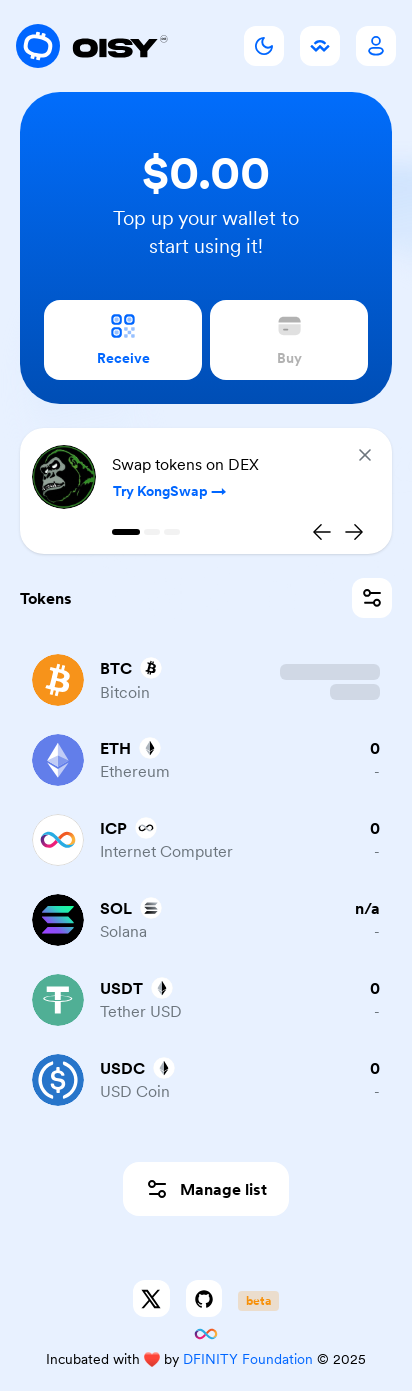 OISY
$0.00
Top up your wallet to
start using it!
Receive
Buy
Swap tokens on DEX
Try KongSwap →
Tokens
BTC
Bitcoin
ETH
0
Ethereum
-
ICP
0
Internet Computer
-
SOL
n/a
Solana
-
USDT
0
Tether USD
-
USDC
0
USD Coin
-
Manage list
beta
Incubated with ❤️ by DFINITY Foundation © 2025